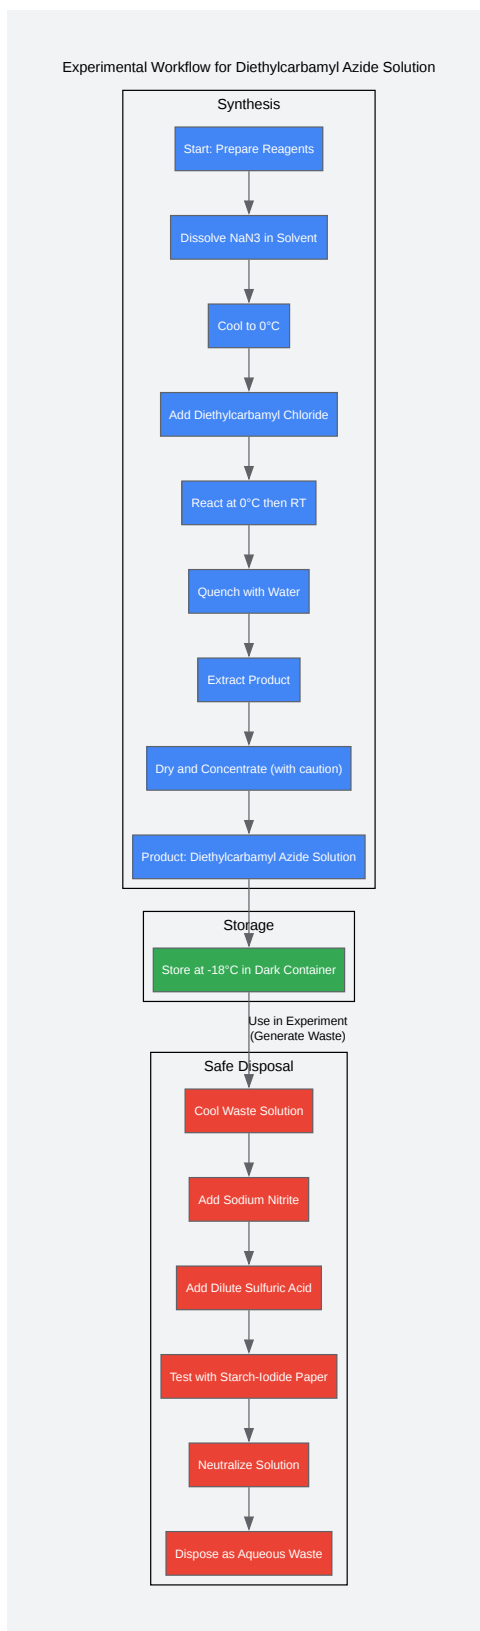 Experimental Workflow for Diethylcarbamyl Azide Solution
Synthesis
Start: Prepare Reagents
Dissolve NaN3 in Solvent
Cool to 0°C
Add Diethylcarbamyl Chloride
React at 0°C then RT
Quench with Water
Extract Product
Dry and Concentrate (with caution)
Product: Diethylcarbamyl Azide Solution
Storage
Store at -18°C in Dark Container
Use in Experiment
(Generate Waste)
Safe Disposal
Cool Waste Solution
Add Sodium Nitrite
Add Dilute Sulfuric Acid
Test with Starch-Iodide Paper
Neutralize Solution
Dispose as Aqueous Waste